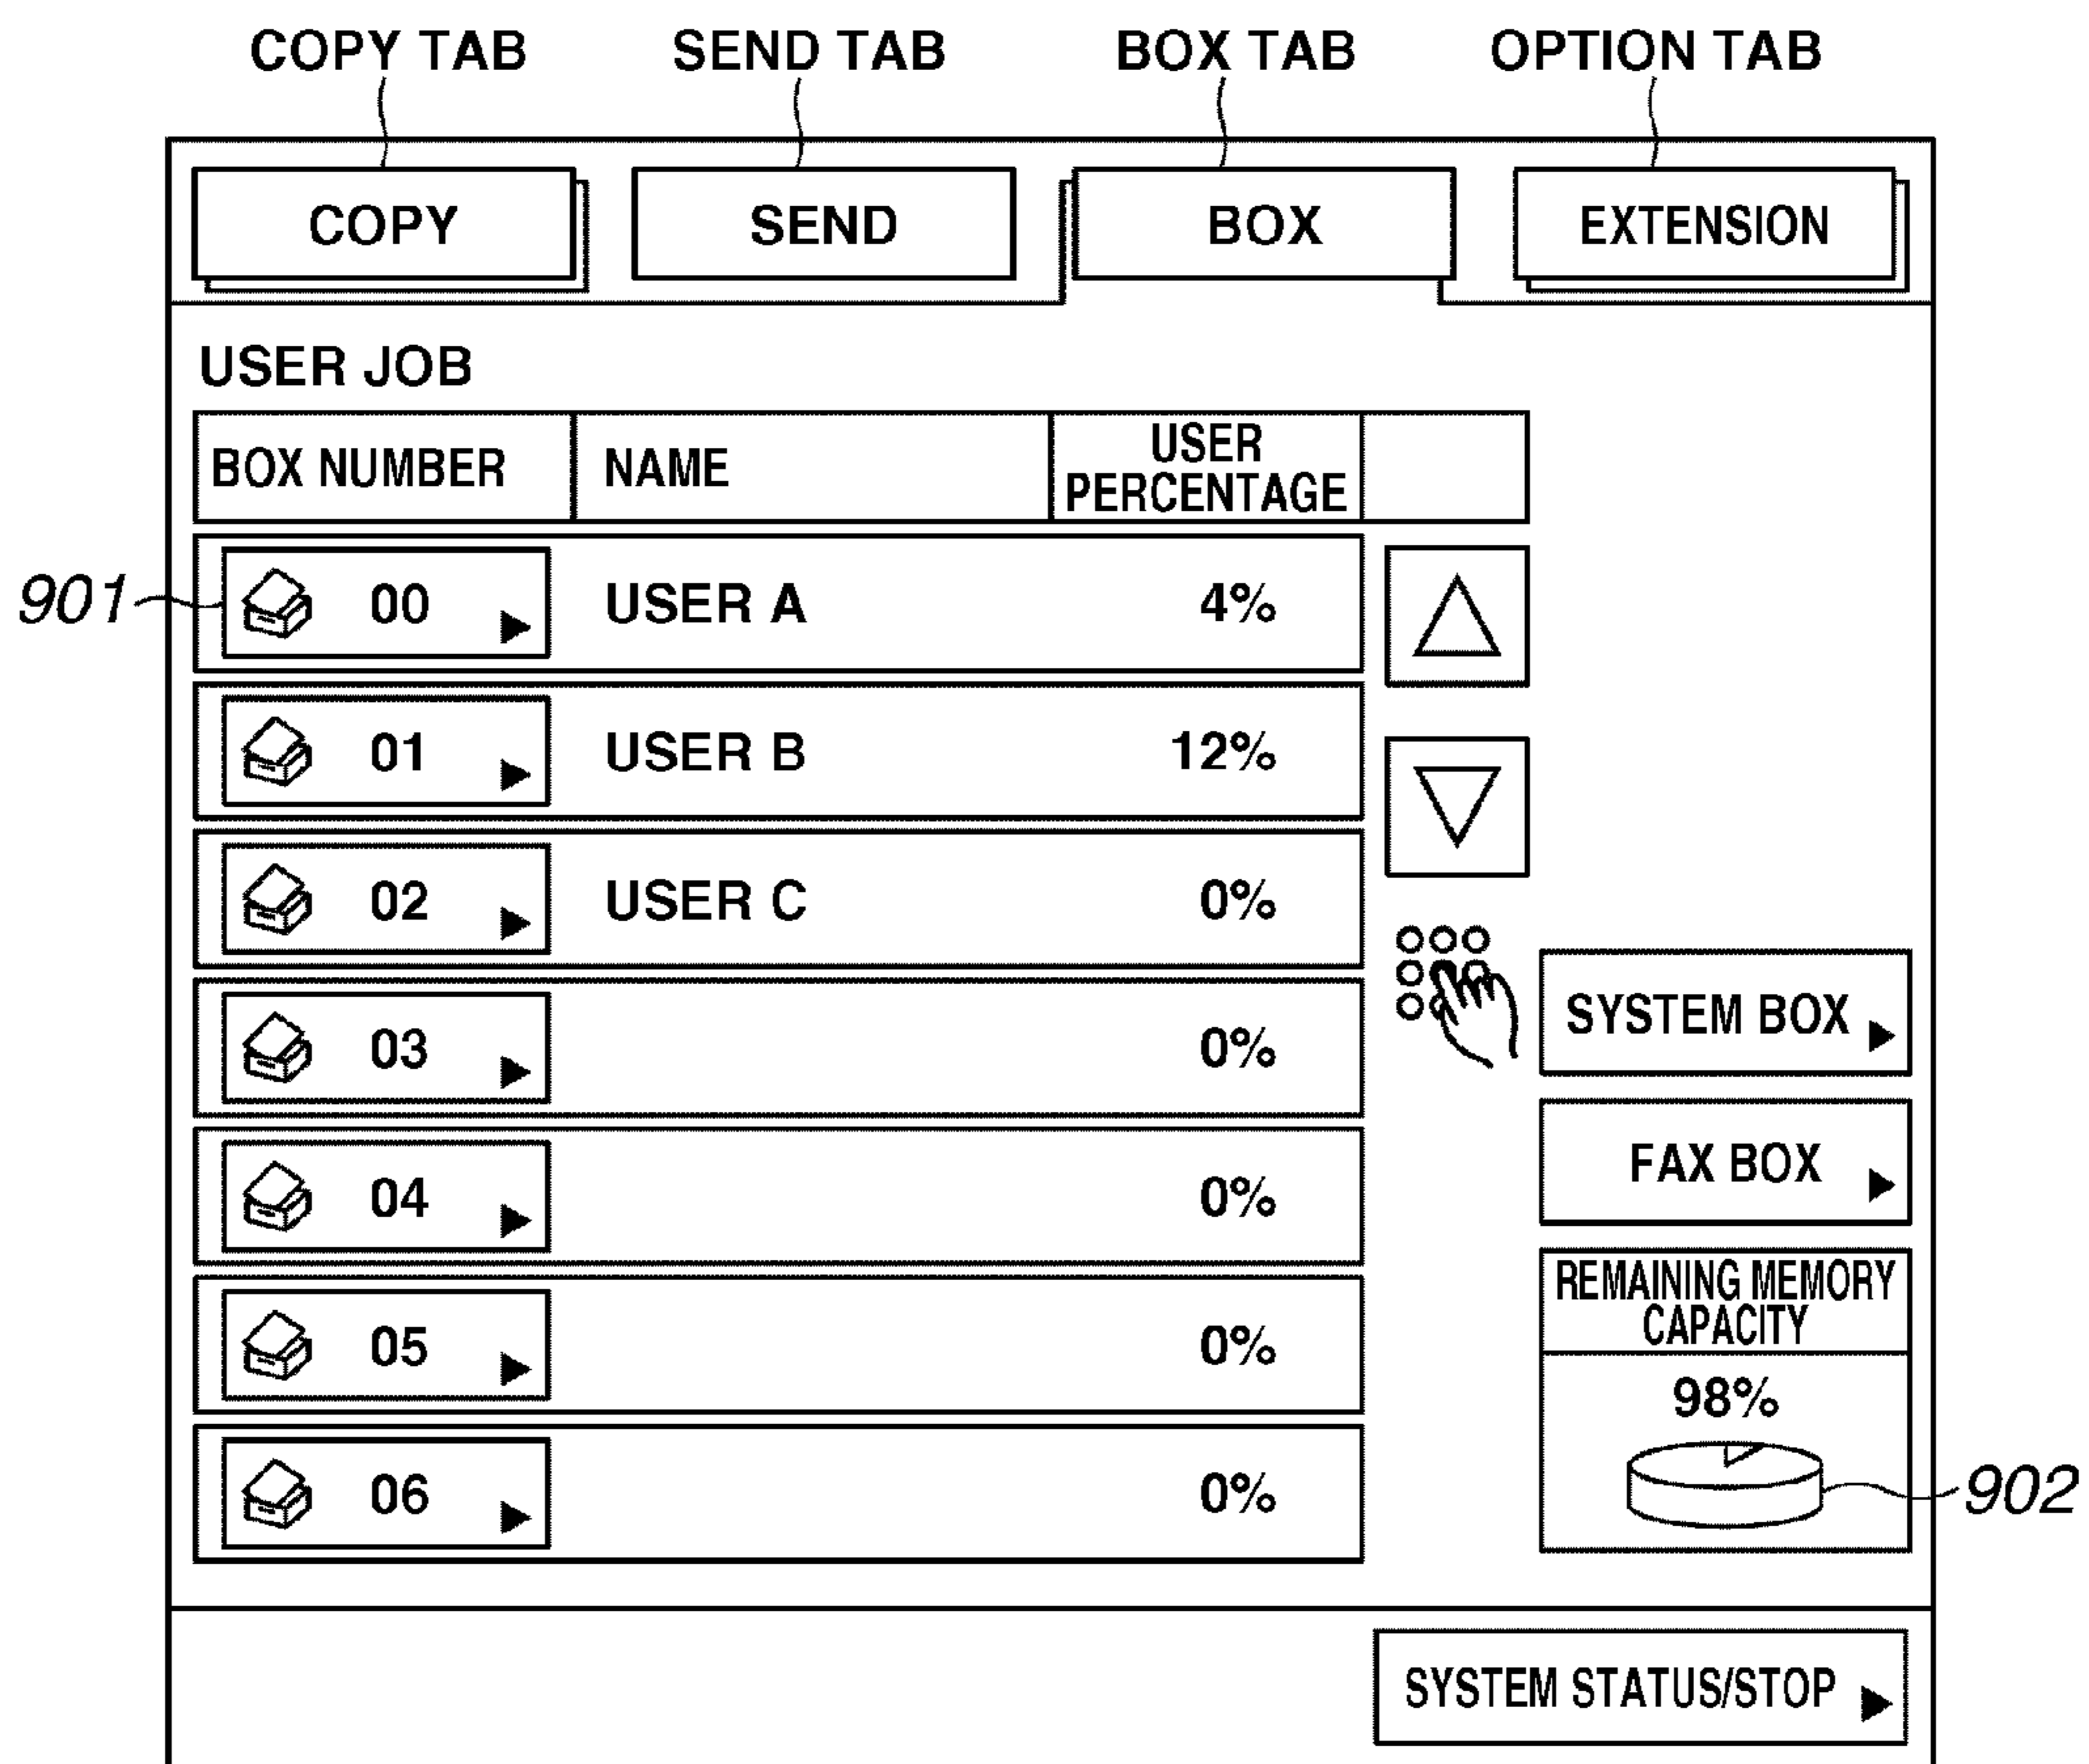 COPY TAB SEND TAB BOX TAB OPTION TAB
COPY SEND BOX EXTENSION
USER JOB
BOX NUMBER NAME USER PERCENTAGE
901 00 USER A 4%
01 USER B 12%
02 USER C 0%
03 0%
SYSTEM BOX
04 0%
FAX BOX
05 0%
REMAINING MEMORY
CAPACITY
98%
06 0%
902
SYSTEM STATUS/STOP